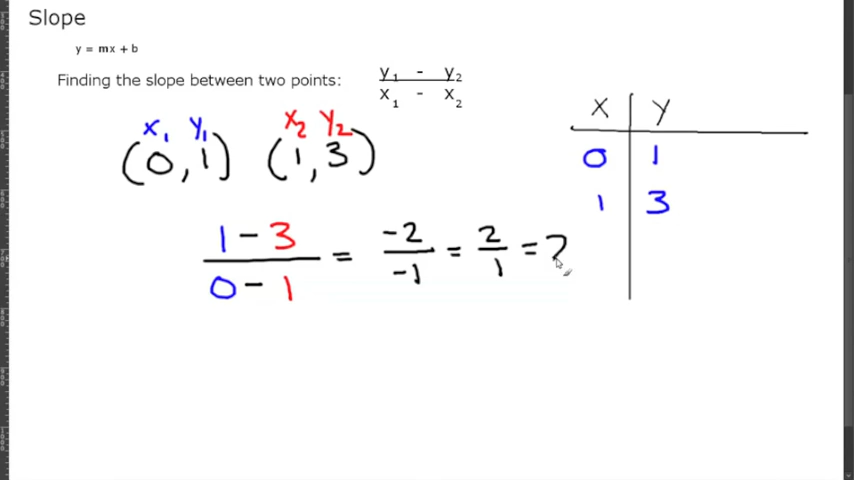 Slope
y = mx + b
Finding the slope between two points:
y₁ - y₂
x₁ - x₂
x₁ y₁ x₂ y₂
(0, 1) (1, 3)
x y
0 1
1 3
1 - 3 = -2 = 2 = 2
0 - 1 -1 1